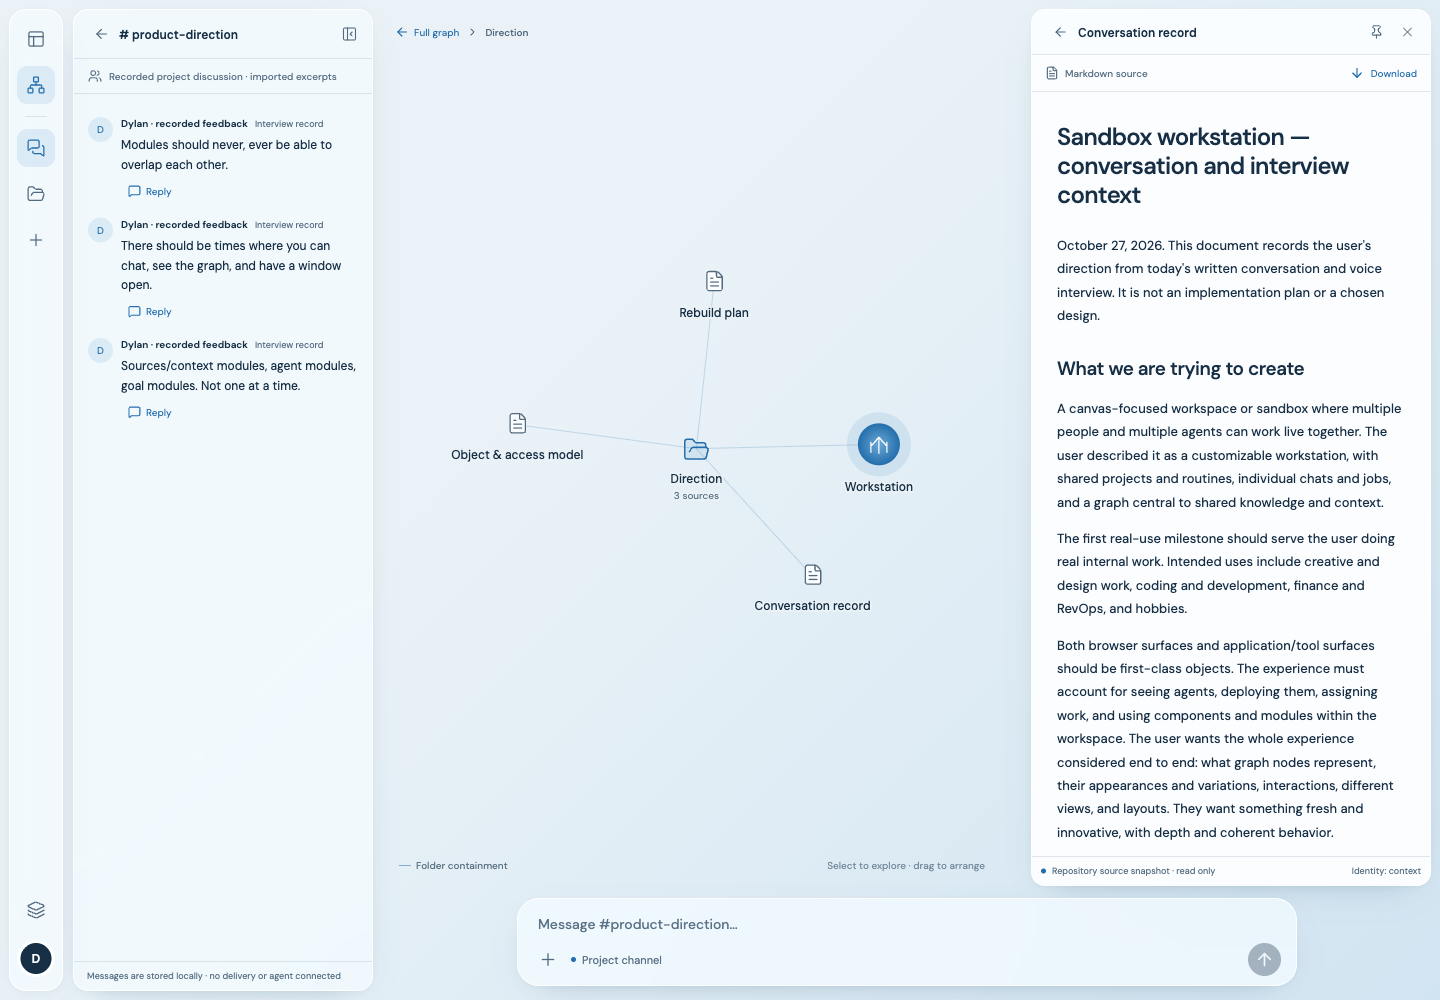 # product-direction
Recorded project discussion · imported excerpts
D
Dylan · recorded feedback Interview record
Modules should never, ever be able to
overlap each other.
Reply
D
Dylan · recorded feedback Interview record
There should be times where you can
chat, see the graph, and have a window
open.
Reply
D
Dylan · recorded feedback Interview record
Sources/context modules, agent modules,
goal modules. Not one at a time.
Reply
Messages are stored locally · no delivery or agent connected
D
Full graph > Direction
Rebuild plan
Object & access model
Direction
3 sources
Workstation
Conversation record
Folder containment
Select to explore · drag to arrange
Message #product-direction...
Project channel
Conversation record
Markdown source
Download
Sandbox workstation —
conversation and interview
context
October 27, 2026. This document records the user's
direction from today's written conversation and voice
interview. It is not an implementation plan or a chosen
design.
What we are trying to create
A canvas-focused workspace or sandbox where multiple
people and multiple agents can work live together. The
user described it as a customizable workstation, with
shared projects and routines, individual chats and jobs,
and a graph central to shared knowledge and context.
The first real-use milestone should serve the user doing
real internal work. Intended uses include creative and
design work, coding and development, finance and
RevOps, and hobbies.
Both browser surfaces and application/tool surfaces
should be first-class objects. The experience must
account for seeing agents, deploying them, assigning
work, and using components and modules within the
workspace. The user wants the whole experience
considered end to end: what graph nodes represent,
their appearances and variations, interactions, different
views, and layouts. They want something fresh and
innovative, with depth and coherent behavior.
Repository source snapshot · read only
Identity: context